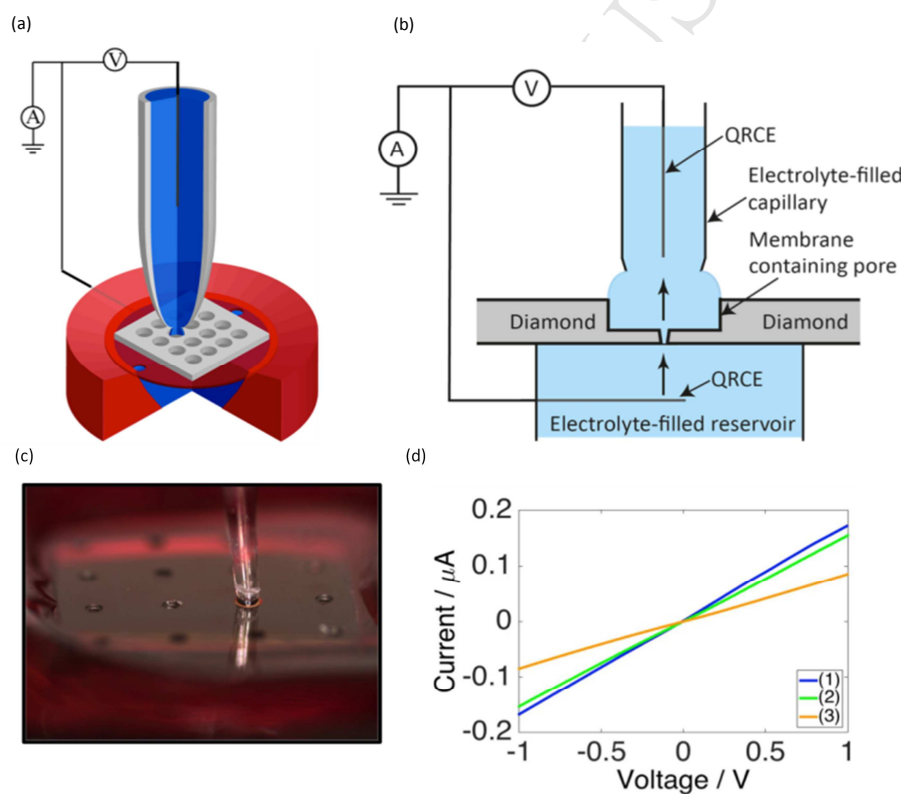 (a)
(b)
V
A
V
A
QRCE
Electrolyte-filled
capillary
Membrane
containing pore
Diamond
Diamond
QRCE
Electrolyte-filled reservoir
(c)
(d)
Current / μA
0.2
0.1
0
-0.1
-0.2
(1)
(2)
(3)
-1
-0.5
0
0.5
1
Voltage / V